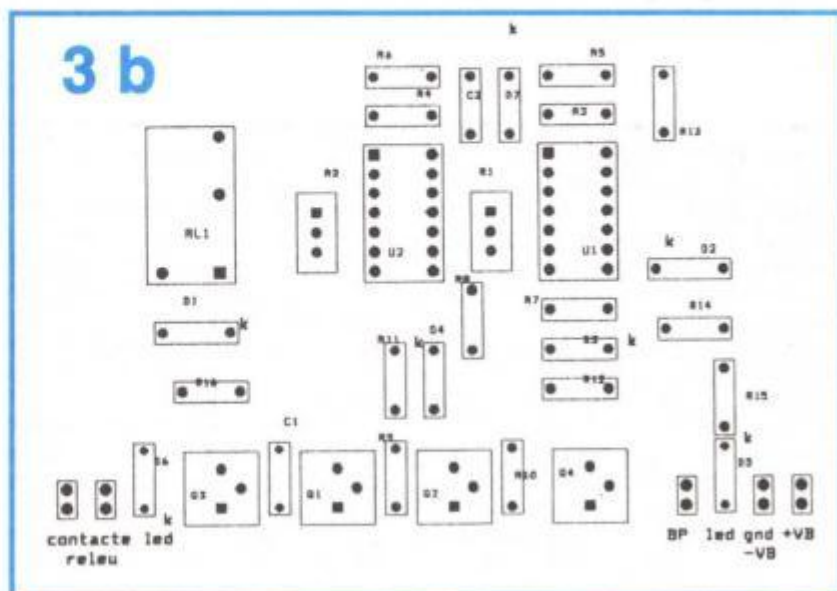 3 b
k
R6
R5
R4
C2
D7
R3
R13
R2
R1
RL1
U2
U1
k
D2
R8
D1
R7
R14
k
R11
k
D4
k
R16
R12
R15
C1
k
D6
R9
D3
Q3
Q1
Q2
R10
Q4
k
contacte led
releu
BP led gnd +VB
-VB